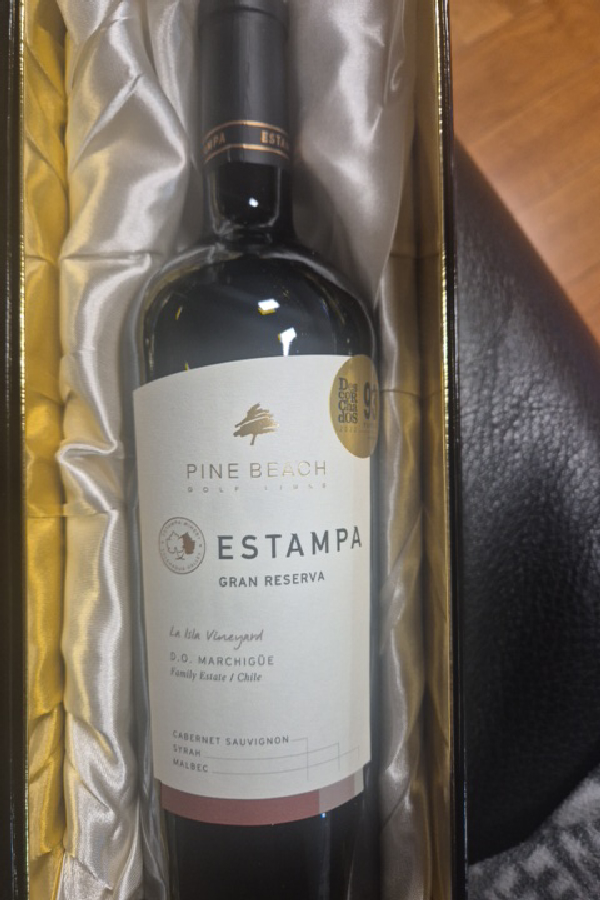 ESTAMPA
Descorchados
PINE BEACH
GOLF LINKS
ESTAMPA
GRAN RESERVA
La Isla Vineyard
D.O. MARCHIGÜE
Family Estate / Chile
CABERNET SAUVIGNON
SYRAH
MALBEC